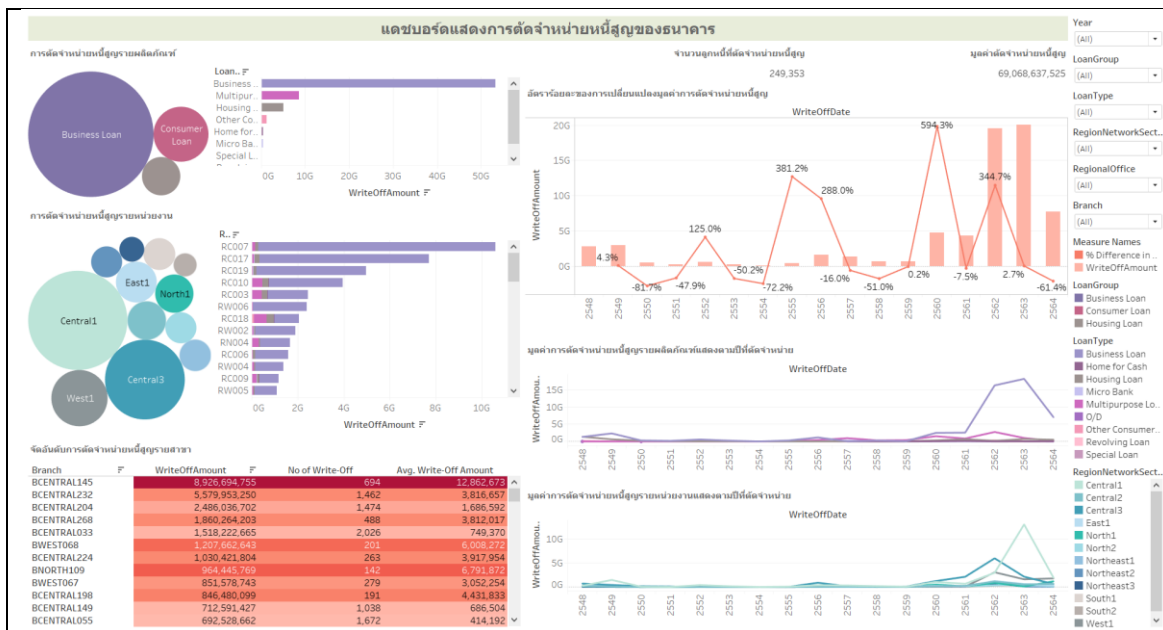 แดชบอร์ดแสดงการตัดจำหน่ายหนี้สูญของธนาคาร
การตัดจำหน่ายหนี้สูญรายผลิตภัณฑ์
Business Loan
Consumer Loan
Loan..
Business ..
Multipur..
Housing ..
Other Co..
Home for..
Micro Ba..
Special L..
0G 10G 20G 30G 40G 50G
WriteOffAmount
จำนวนลูกหนี้ที่ตัดจำหน่ายหนี้สูญ
249,353
มูลค่าตัดจำหน่ายหนี้สูญ
69,068,637,525
อัตราร้อยละของการเปลี่ยนแปลงมูลค่าการตัดจำหน่ายหนี้สูญ
WriteOffDate
WriteOffAmount
20G
15G
10G
5G
0G
4.3%
-81.7%
-47.9%
125.0%
-50.2%
-72.2%
381.2%
288.0%
-16.0%
-51.0%
0.2%
594.3%
-7.5%
344.7%
2.7%
-61.4%
2548 2549 2550 2551 2552 2553 2554 2555 2556 2557 2558 2559 2560 2561 2562 2563 2564
การตัดจำหน่ายหนี้สูญรายหน่วยงาน
East1
North1
Central1
Central3
West1
R..
RC007
RC017
RC019
RC010
RC003
RW006
RC018
RW002
RN004
RC006
RW004
RC009
RW005
0G 2G 4G 6G 8G 10G
WriteOffAmount
มูลค่าการตัดจำหน่ายหนี้สูญรายผลิตภัณฑ์แสดงตามปีที่ตัดจำหน่าย
WriteOffDate
WriteOffAmou..
15G
10G
5G
0G
2548 2549 2550 2551 2552 2553 2554 2555 2556 2557 2558 2559 2560 2561 2562 2563 2564
จัดอันดับการตัดจำหน่ายหนี้สูญรายสาขา
Branch WriteOffAmount No of Write-Off Avg. Write-Off Amount
BCENTRAL145 8,926,694,755 694 12,862,673
BCENTRAL232 5,579,953,250 1,462 3,816,657
BCENTRAL204 2,486,036,702 1,474 1,686,592
BCENTRAL268 1,860,264,203 488 3,812,017
BCENTRAL033 1,518,222,665 2,026 749,370
BWEST068 1,207,662,643 201 6,008,272
BCENTRAL224 1,030,421,804 263 3,917,954
BNORTH109 964,445,769 142 6,791,872
BWEST067 851,578,743 279 3,052,254
BCENTRAL198 846,480,099 191 4,431,833
BCENTRAL149 712,591,427 1,038 686,504
BCENTRAL055 692,528,662 1,672 414,192
มูลค่าการตัดจำหน่ายหนี้สูญรายหน่วยงานแสดงตามปีที่ตัดจำหน่าย
WriteOffDate
WriteOffAmou..
10G
5G
0G
2548 2549 2550 2551 2552 2553 2554 2555 2556 2557 2558 2559 2560 2561 2562 2563 2564
Year
(All)
LoanGroup
(All)
LoanType
(All)
RegionNetworkSect..
(All)
RegionalOffice
(All)
Branch
(All)
Measure Names
% Difference in ..
WriteOffAmount
LoanGroup
Business Loan
Consumer Loan
Housing Loan
LoanType
Business Loan
Home for Cash
Housing Loan
Micro Bank
Multipurpose Lo..
O/D
Other Consumer..
Revolving Loan
Special Loan
RegionNetworkSect..
Central1
Central2
Central3
East1
North1
North2
Northeast1
Northeast2
Northeast3
South1
South2
West1